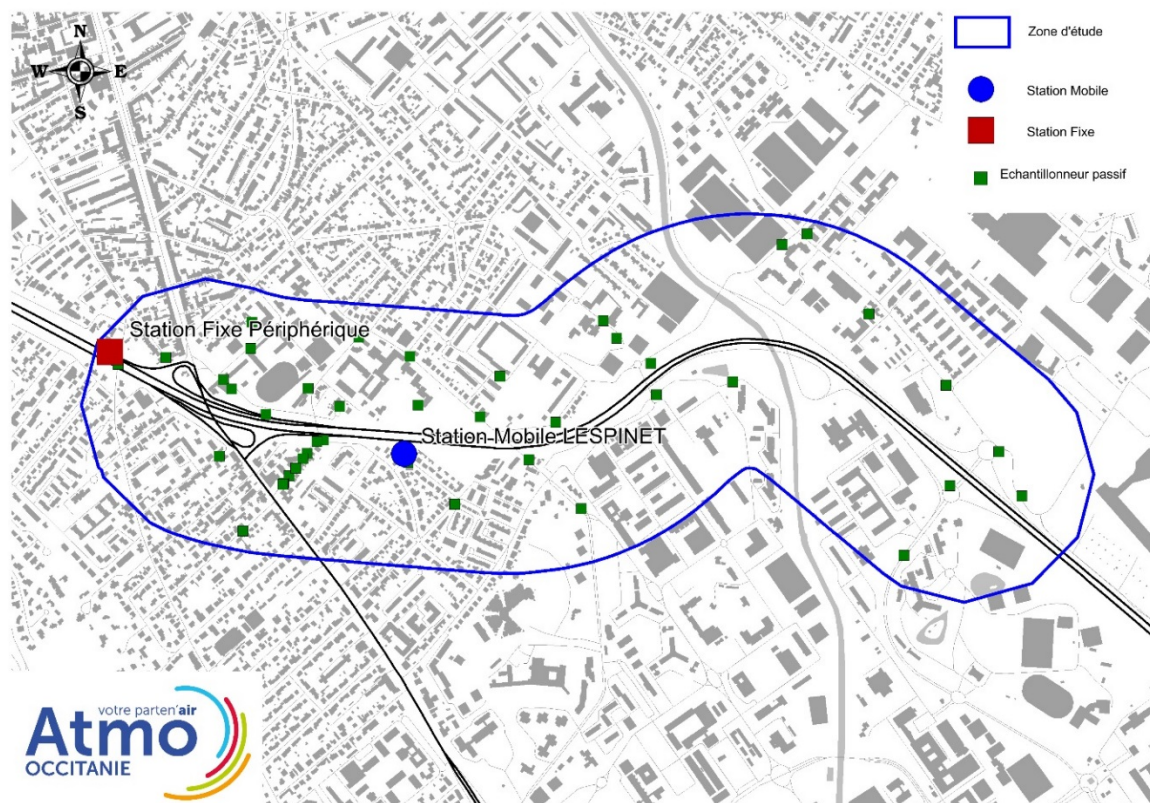 N
W E
S
Zone d'étude
Station Mobile
Station Fixe
Echantillonneur passif
Station Fixe Périphérique
Station Mobile LESPINET
votre parten'air
Atmo
OCCITANIE